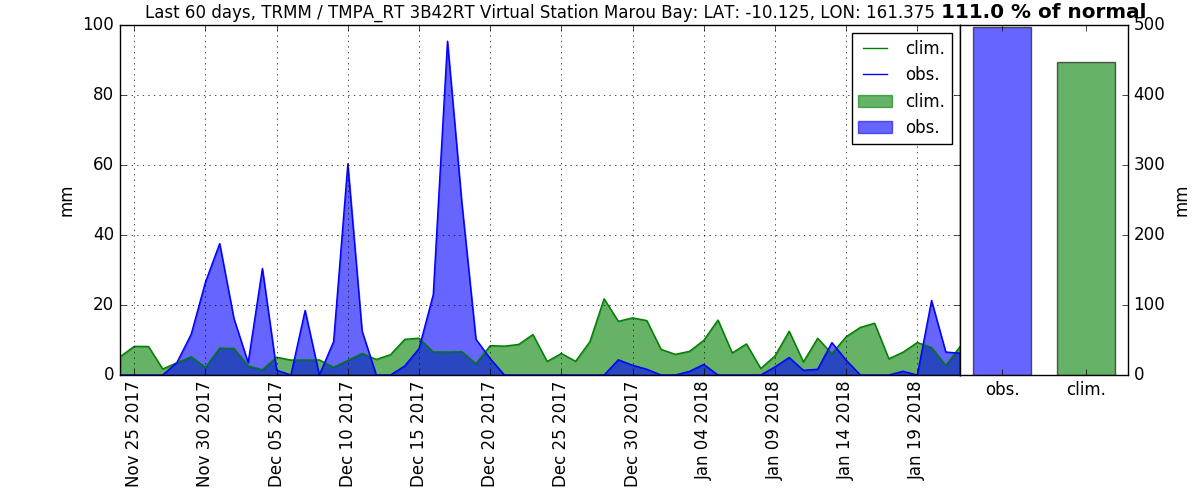 Last 60 days, TRMM / TMPA_RT 3B42RT Virtual Station Marou Bay: LAT: -10.125, LON: 161.375 111.0 % of normal
100
80
60
40
20
0
mm
clim.
obs.
clim.
obs.
500
400
300
200
100
0
mm
obs.
clim.
Nov 25 2017
Nov 30 2017
Dec 05 2017
Dec 10 2017
Dec 15 2017
Dec 20 2017
Dec 25 2017
Dec 30 2017
Jan 04 2018
Jan 09 2018
Jan 14 2018
Jan 19 2018